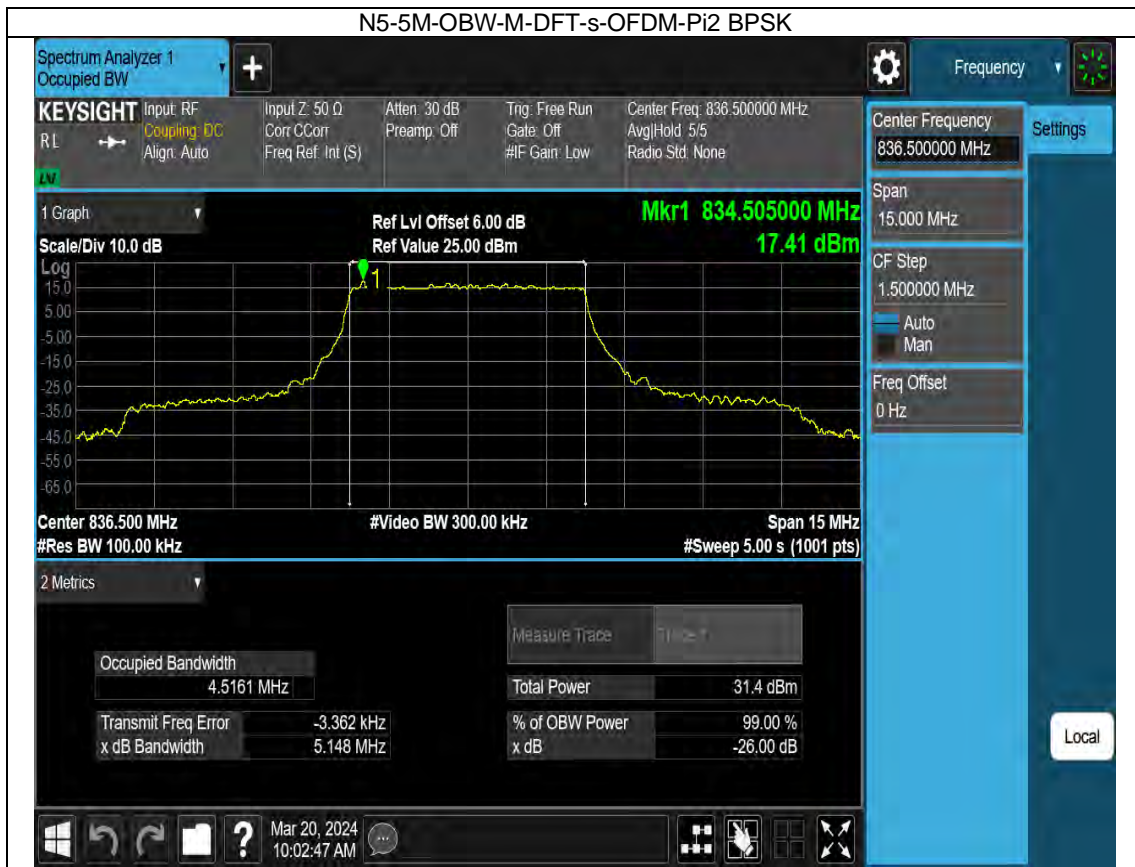 N5-5M-OBW-M-DFT-s-OFDM-Pi2 BPSK
Spectrum Analyzer 1
Occupied BW
+
Frequency
KEYSIGHT Input: RF Input Z: 50 Ω Atten: 30 dB Trig: Free Run Center Freq: 836.500000 MHz
RL Coupling: DC Corr CCorr Preamp: Off Gate: Off Avg|Hold: 5/5
Align: Auto Freq Ref: Int (S) #IF Gain: Low Radio Std: None
Center Frequency
836.500000 MHz
Settings
Span
15.000 MHz
CF Step
1.500000 MHz
Auto
Man
Freq Offset
0 Hz
1 Graph
Ref Lvl Offset 6.00 dB
Mkr1 834.505000 MHz
Scale/Div 10.0 dB
Ref Value 25.00 dBm
17.41 dBm
Log
1
15.0
5.00
-5.00
-15.0
-25.0
-35.0
-45.0
-55.0
-65.0
Center 836.500 MHz #Video BW 300.00 kHz Span 15 MHz
#Res BW 100.00 kHz #Sweep 5.00 s (1001 pts)
2 Metrics
Measure Trace
Occupied Bandwidth
4.5161 MHz
Total Power 31.4 dBm
Transmit Freq Error -3.362 kHz
% of OBW Power 99.00 %
x dB Bandwidth 5.148 MHz
x dB -26.00 dB
Local
?
Mar 20, 2024
10:02:47 AM